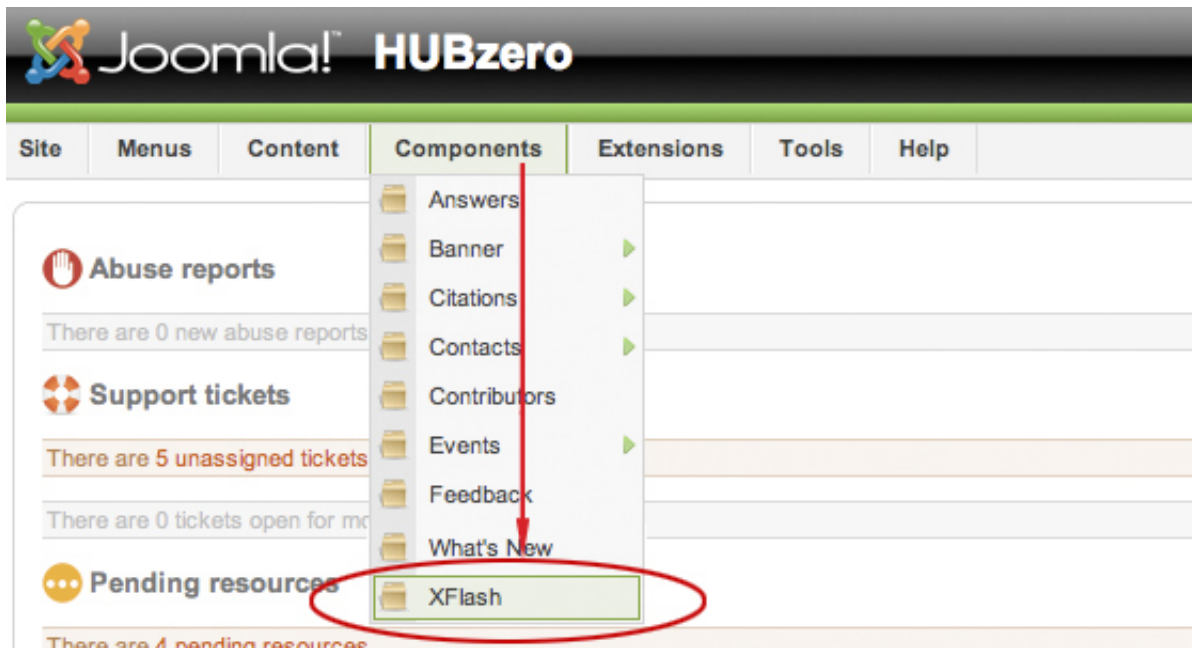 Joomla!™ HUBzero
Site Menus Content Components Extensions Tools Help
Answers
Banner
Citations
Contacts
Contributors
Events
Feedback
What's New
XFlash
Abuse reports
There are 0 new abuse reports
Support tickets
There are 5 unassigned tickets
There are 0 tickets open for
Pending resources
There are 4 pending resources